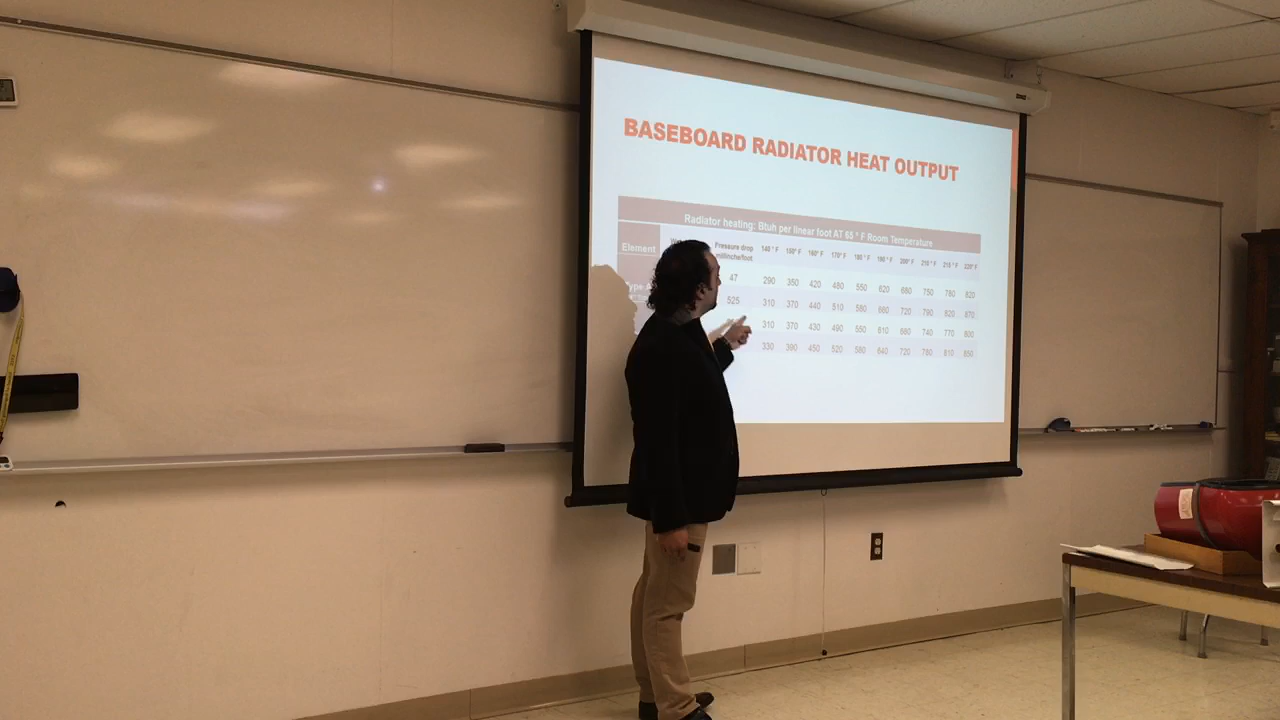 BASEBOARD RADIATOR HEAT OUTPUT
Radiator heating: Btuh per linear foot AT 65 ° F Room Temperature
Element Pressure drop 140 ° F 150° F 160° F 170° F 180 ° F 190 ° F 200° F 210 ° F 215 ° F 220° F
47 290 350 420 480 550 620 680 750 780 820
525 310 370 440 510 580 660 720 790 820 870
310 370 430 490 550 610 680 740 770 800
330 390 450 520 580 640 720 780 810 850